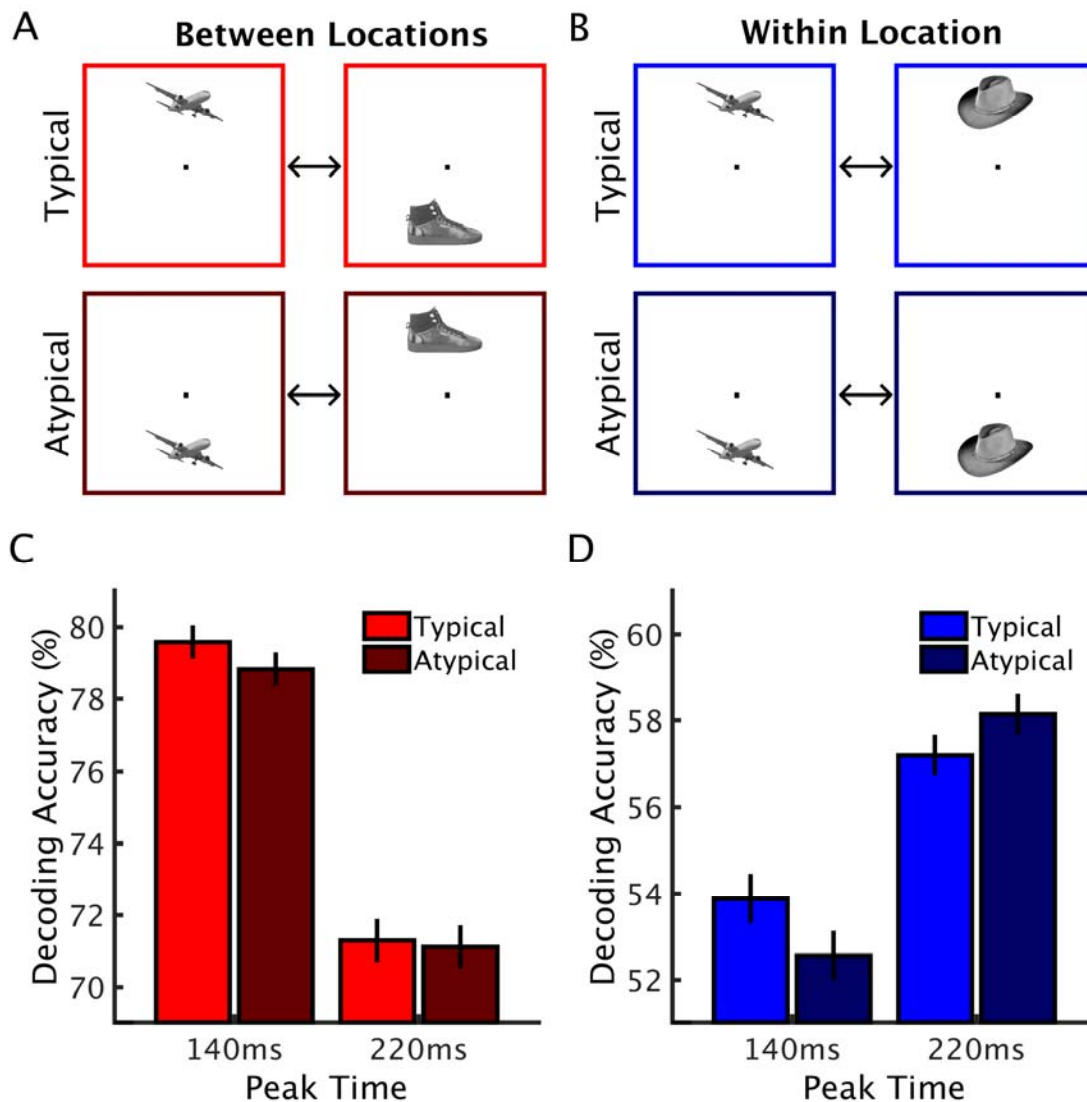 A Between Locations
B Within Location
Typical
Typical
Atypical
Atypical
C
Decoding Accuracy (%)
80
78
76
74
72
70
Typical
Atypical
140ms 220ms
Peak Time
D
Decoding Accuracy (%)
60
58
56
54
52
Typical
Atypical
140ms 220ms
Peak Time